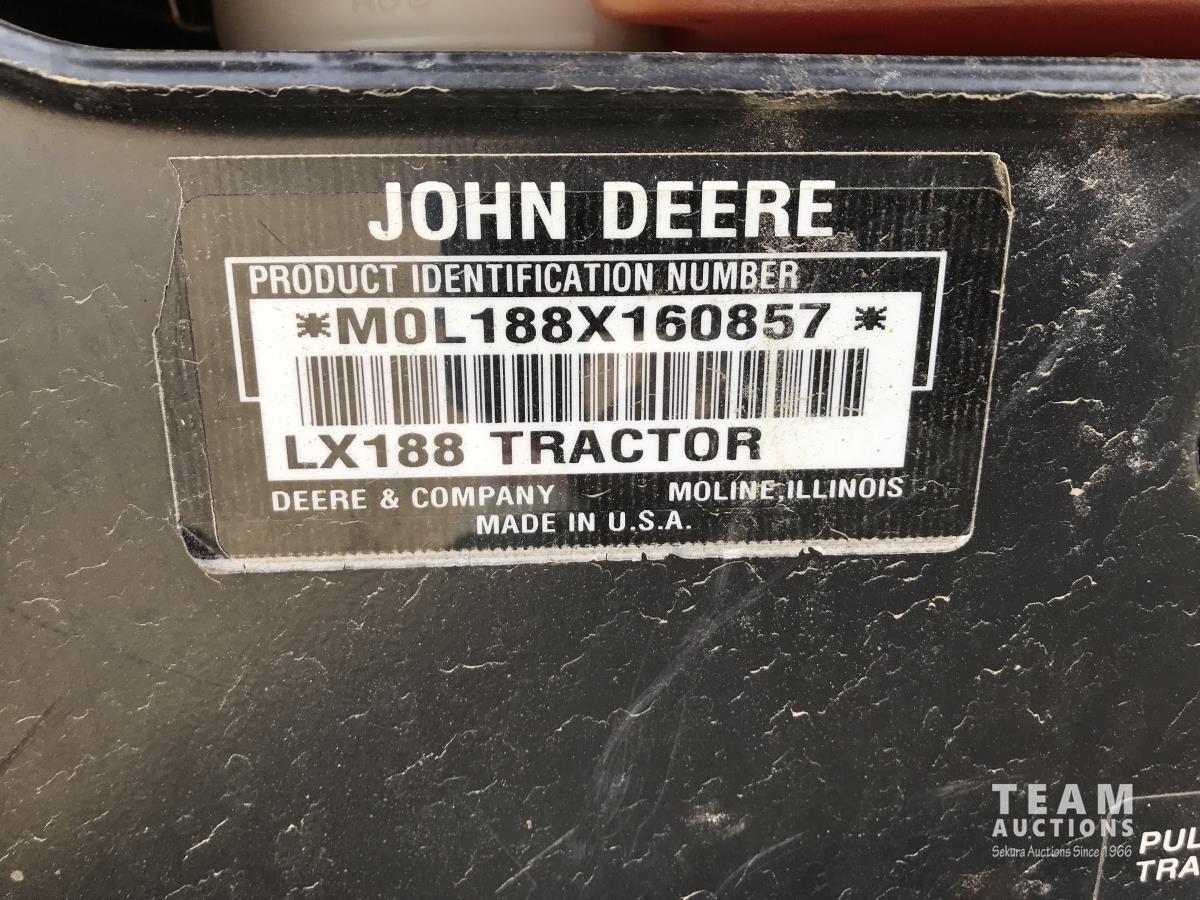 JOHN DEERE
PRODUCT IDENTIFICATION NUMBER
*M0L188X160857 *
LX188 TRACTOR
DEERE & COMPANY MOLINE, ILLINOIS
MADE IN U.S.A.
TEAM
AUCTIONS
Sekura Auctions Since 1966
PUL
TRA